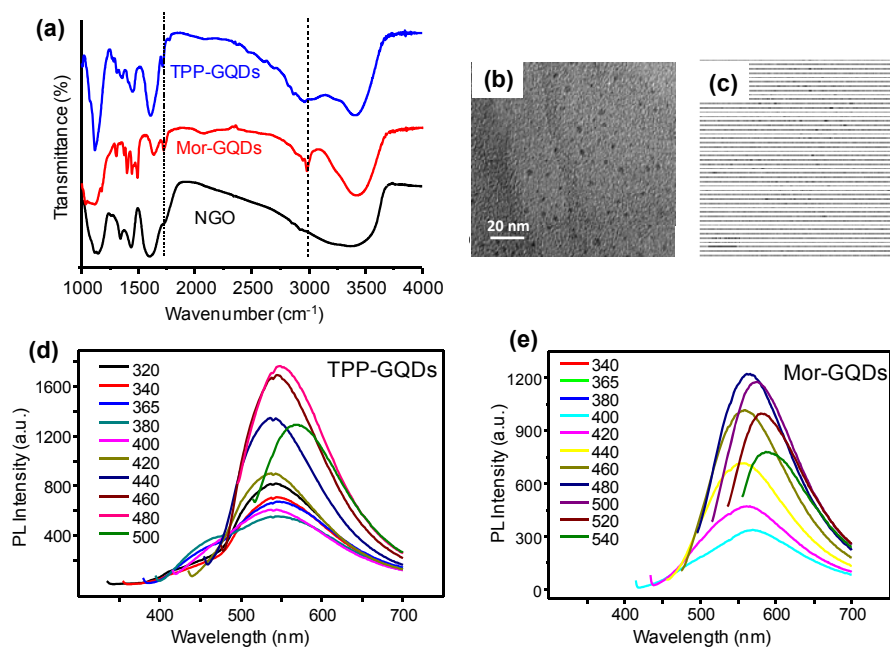 (a)
TPP-GQDs
Mor-GQDs
NGO
Ttansmittance (%)
1000 1500 2000 2500 3000 3500 4000
Wavenumber (cm⁻¹)
(b)
20 nm
(c)
(d)
TPP-GQDs
320
340
365
380
400
420
440
460
480
500
PL Intensity (a.u.)
1600
1200
800
400
400 500 600 700
Wavelength (nm)
(e)
Mor-GQDs
340
365
380
400
420
440
460
480
500
520
540
PL Intensity (a.u.)
1200
900
600
300
0
400 500 600 700
Wavelength (nm)